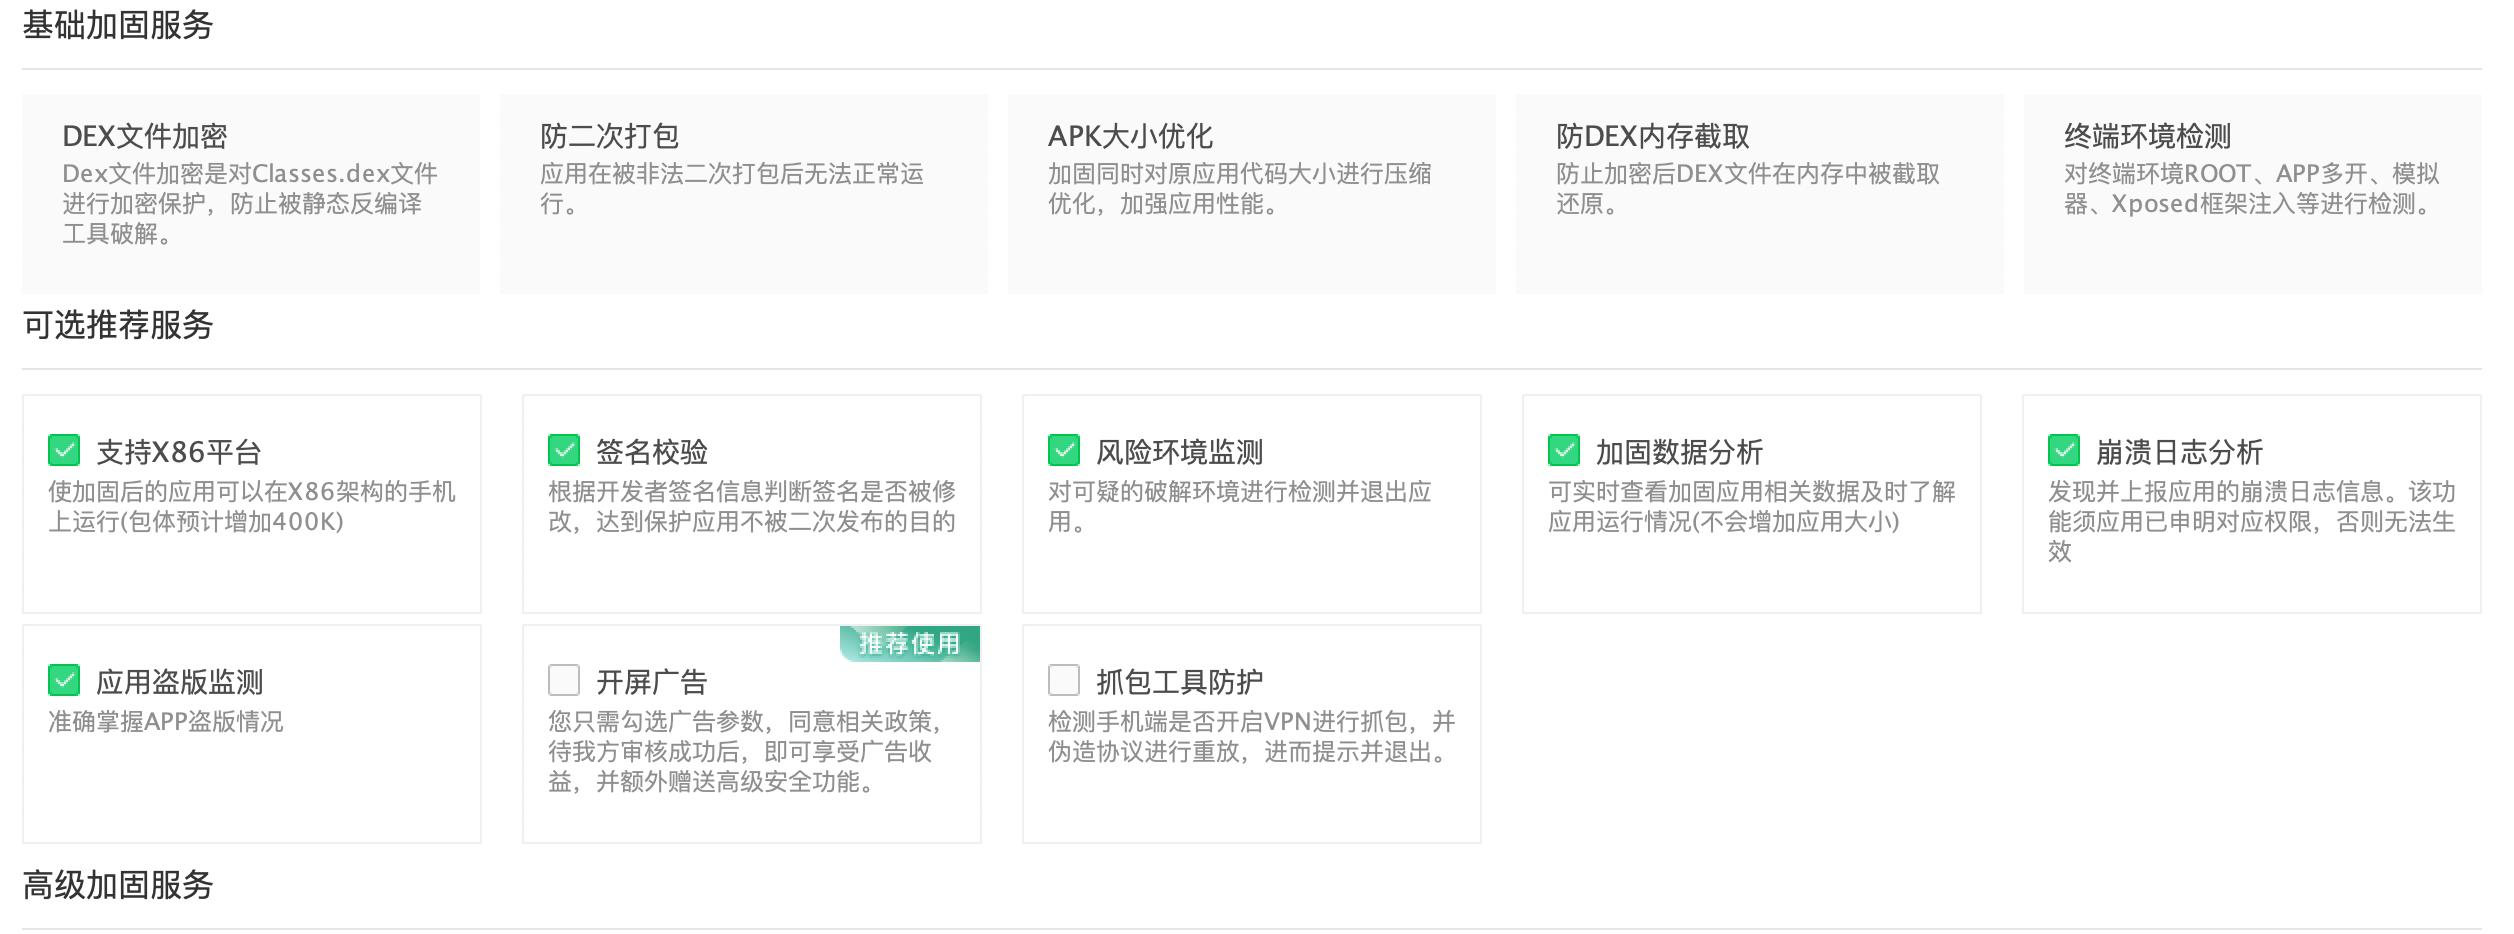 基础加固服务
DEX文件加密
Dex文件加密是对Classes.dex文件
进行加密保护，防止被静态反编译
工具破解。
防二次打包
应用在被非法二次打包后无法正常运
行。
APK大小优化
加固同时对原应用代码大小进行压缩
优化，加强应用性能。
防DEX内存截取
防止加密后DEX文件在内存中被截取
还原。
终端环境检测
对终端环境ROOT、APP多开、模拟
器、Xposed框架注入等进行检测。
可选推荐服务
支持X86平台
使加固后的应用可以在X86架构的手机
上运行(包体预计增加400K)
签名校验
根据开发者签名信息判断签名是否被修
改，达到保护应用不被二次发布的目的
风险环境监测
对可疑的破解环境进行检测并退出应
用。
加固数据分析
可实时查看加固应用相关数据及时了解
应用运行情况(不会增加应用大小)
崩溃日志分析
发现并上报应用的崩溃日志信息。该功
能须应用已申明对应权限，否则无法生
效
应用盗版监测
准确掌握APP盗版情况
推荐使用
开屏广告
您只需勾选广告参数，同意相关政策，
待我方审核成功后，即可享受广告收
益，并额外赠送高级安全功能。
抓包工具防护
检测手机端是否开启VPN进行抓包，并
伪造协议进行重放，进而提示并退出。
高级加固服务